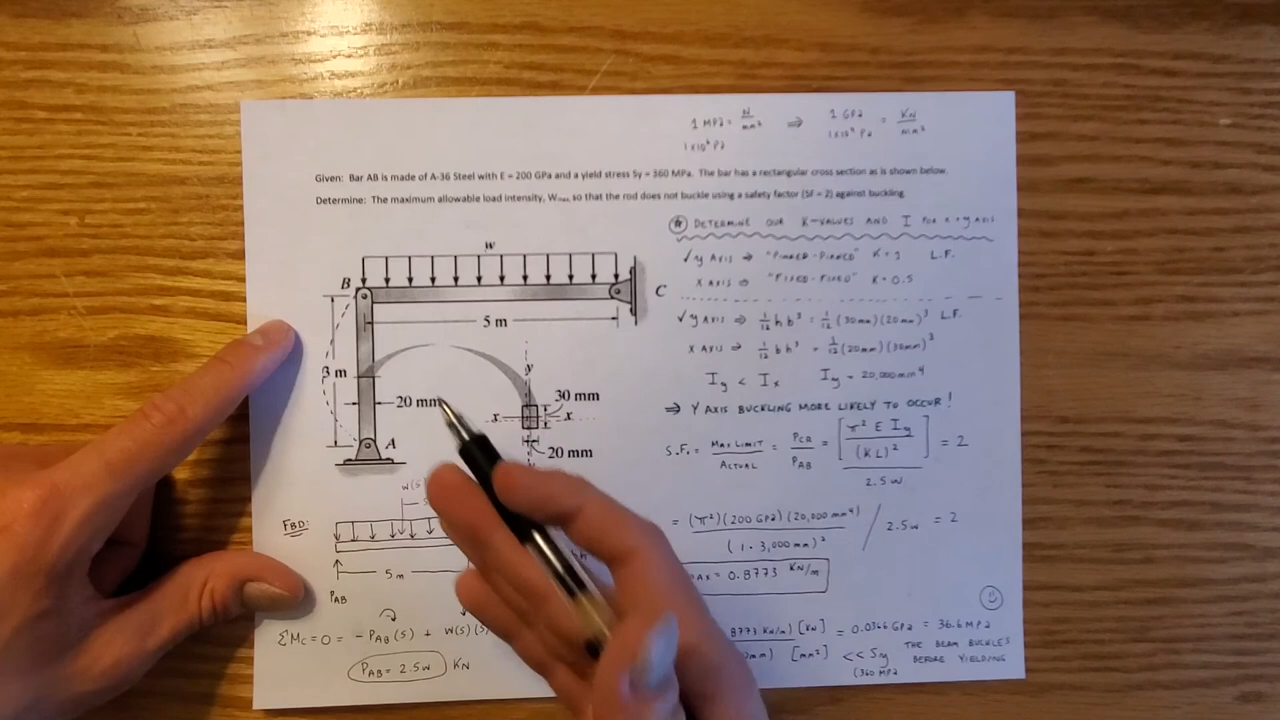 1 MPa = N/mm² ⇒ 1 GPa = KN/mm²
1x10⁶ Pa
Given: Bar AB is made of A-36 Steel with E = 200 GPa and a yield stress Sy = 360 MPa. The bar has a rectangular cross section as is shown below.
Determine: The maximum allowable load intensity, Wmax, so that the rod does not buckle using a safety factor (SF = 2) against buckling.
DETERMINE OUR K-VALUES AND I FOR X + Y AXIS
✓ y AXIS ⇒ "PINNED-PINNED" K = 1 L.F.
X AXIS ⇒ "FIXED-FIXED" K = 0.5
✓ y AXIS ⇒ 1/12 h b³ = 1/12 (30mm)(20mm)³ L.F.
X AXIS ⇒ 1/12 b h³ = 1/12 (20mm)(30mm)³
Iy < Ix Iy = 20,000 mm⁴
⇒ Y AXIS BUCKLING MORE LIKELY TO OCCUR!
S.F. = MAX LIMIT/ACTUAL = PCR/PAB = [π² E Iy/(KL)²]/2.5w = 2
= (π²)(200 GPa)(20,000 mm⁴)/(1 · 3,000 mm)² / 2.5w = 2
AX = 0.8773 KN/m
8773 KN/m) [KN] = 0.0366 GPa = 36.6 MPa
0mm) [mm²] << Sy THE BEAM BUCKLES
(360 MPa BEFORE YIELDING
w
B
C
5 m
3 m
y
20 mm
30 mm
x
x
A
20 mm
W(5
FBD:
5 m
PAB
ΣMc = 0 = - PAB (5) + W(5)(5
PAB = 2.5w KN